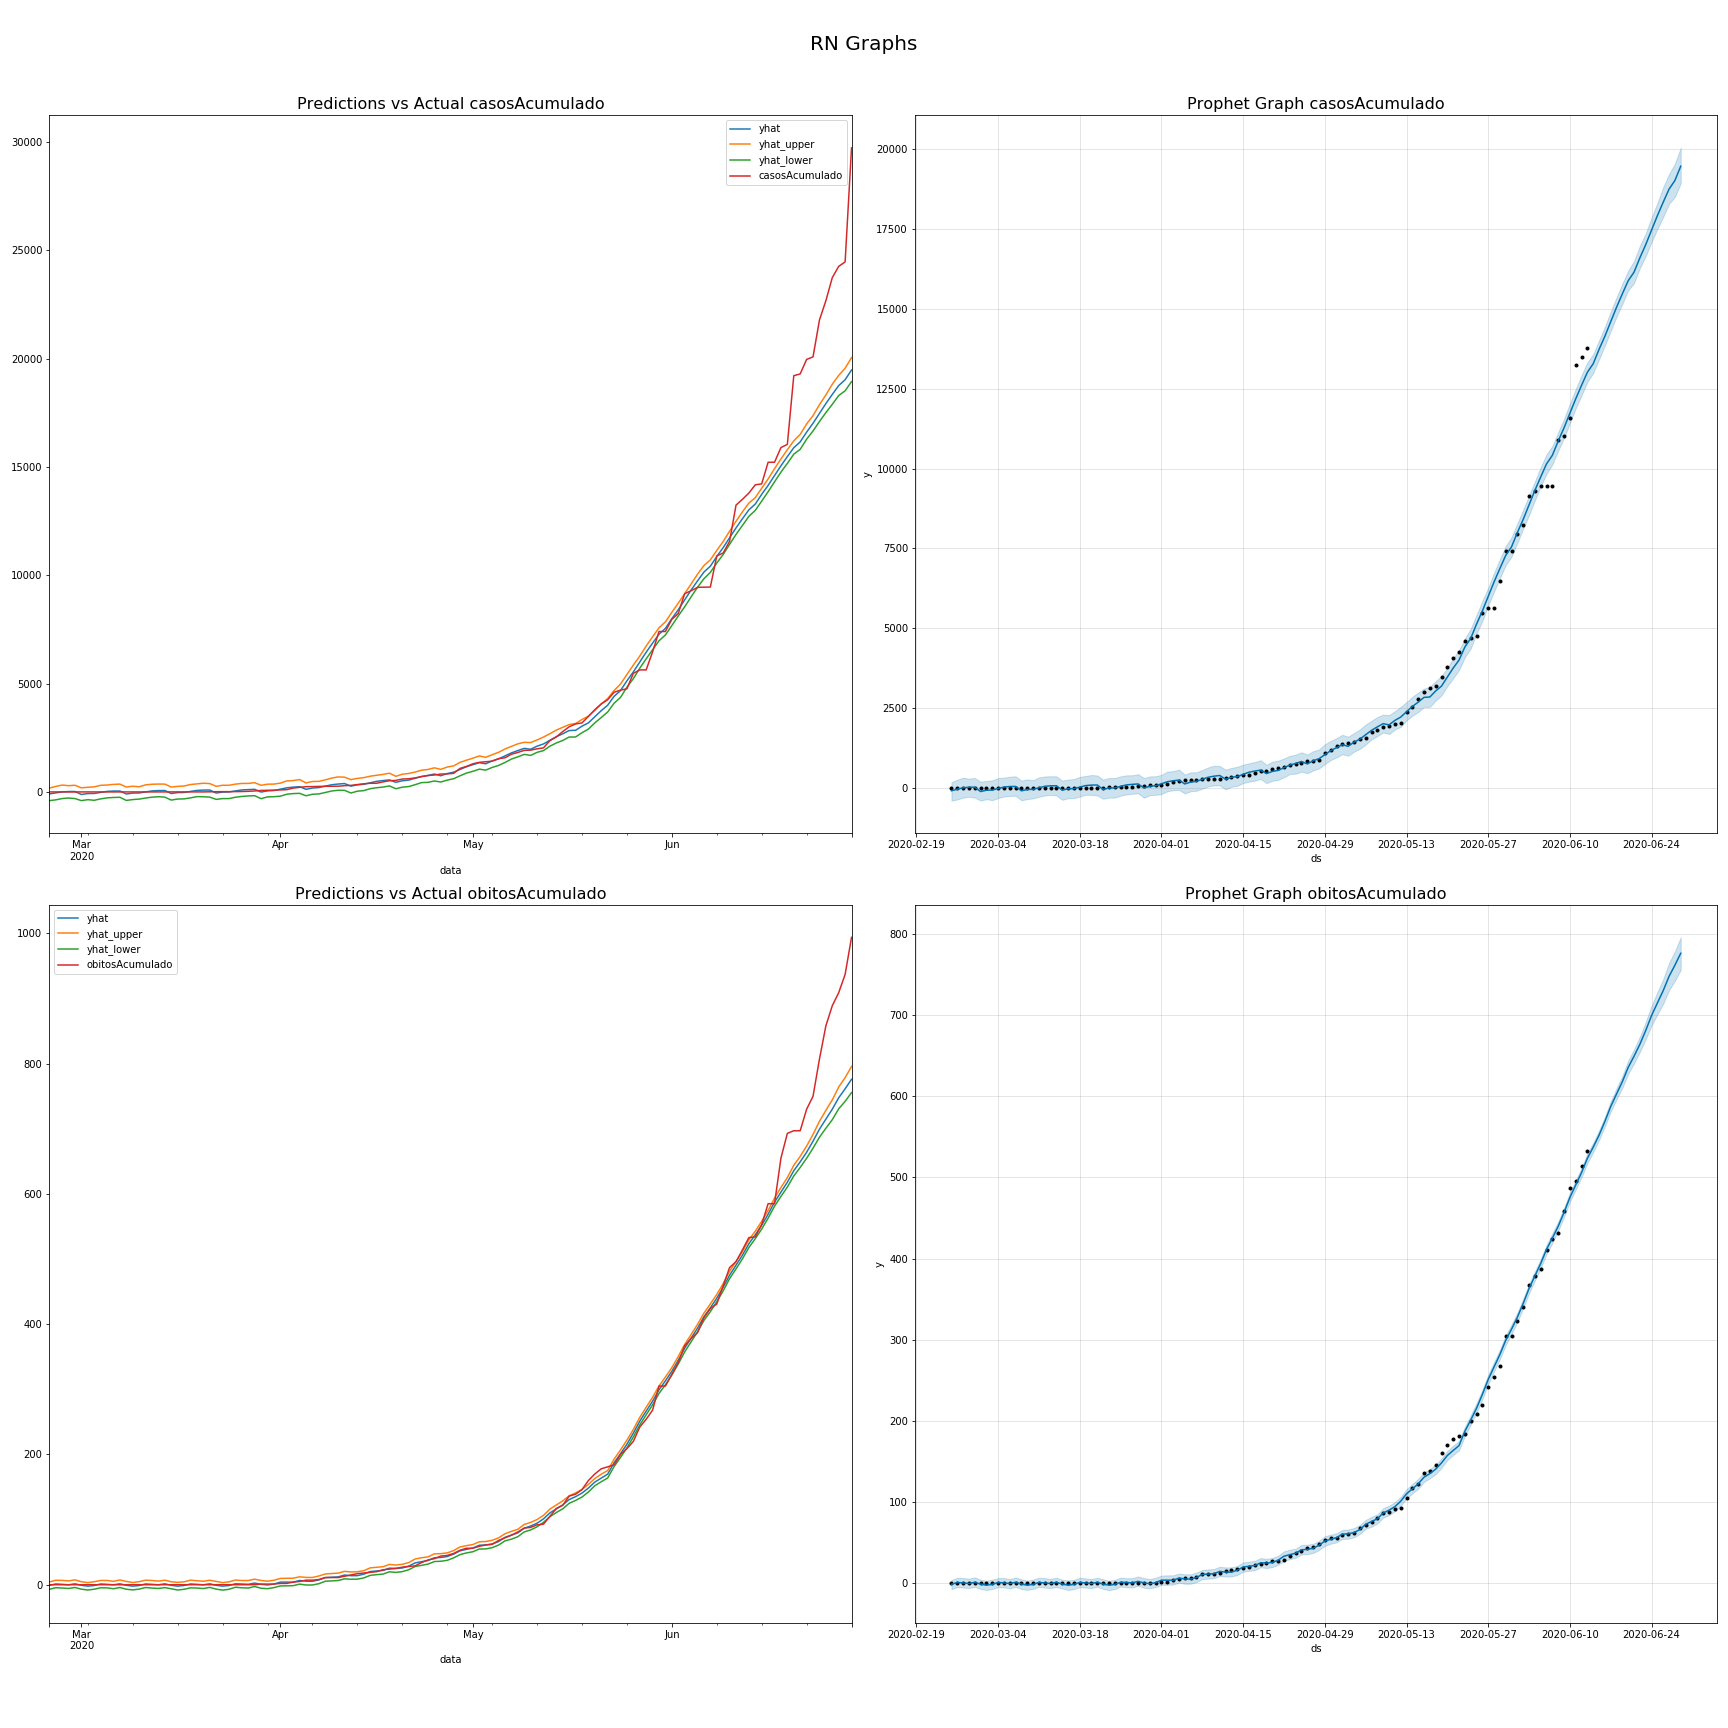 RN Graphs
Predictions vs Actual casosAcumulado
30000
25000
20000
15000
10000
5000
0
yhat
yhat_upper
yhat_lower
casosAcumulado
Mar
2020
Apr
May
Jun
data
Prophet Graph casosAcumulado
20000
17500
15000
12500
10000
7500
5000
2500
0
y
2020-02-19 2020-03-04 2020-03-18 2020-04-01 2020-04-15 2020-04-29 2020-05-13 2020-05-27 2020-06-10 2020-06-24
ds
Predictions vs Actual obitosAcumulado
1000
800
600
400
200
0
yhat
yhat_upper
yhat_lower
obitosAcumulado
Mar
2020
Apr
May
Jun
data
Prophet Graph obitosAcumulado
800
700
600
500
400
300
200
100
0
y
2020-02-19 2020-03-04 2020-03-18 2020-04-01 2020-04-15 2020-04-29 2020-05-13 2020-05-27 2020-06-10 2020-06-24
ds